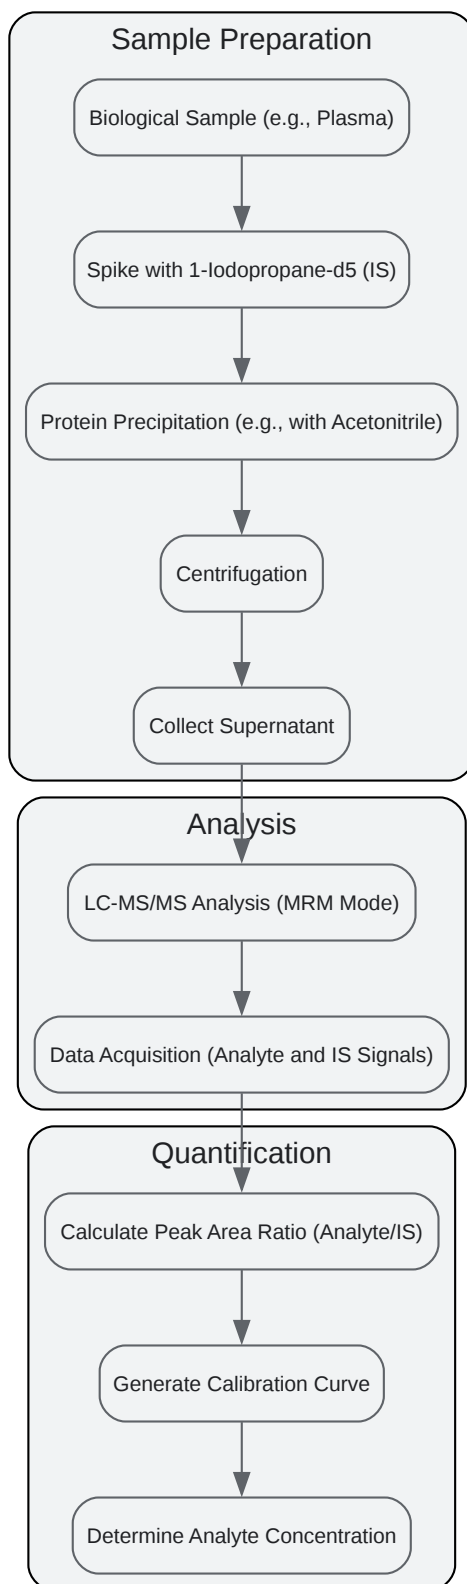 Sample Preparation
Biological Sample (e.g., Plasma)
Spike with 1-Iodopropane-d5 (IS)
Protein Precipitation (e.g., with Acetonitrile)
Centrifugation
Collect Supernatant
Analysis
LC-MS/MS Analysis (MRM Mode)
Data Acquisition (Analyte and IS Signals)
Quantification
Calculate Peak Area Ratio (Analyte/IS)
Generate Calibration Curve
Determine Analyte Concentration